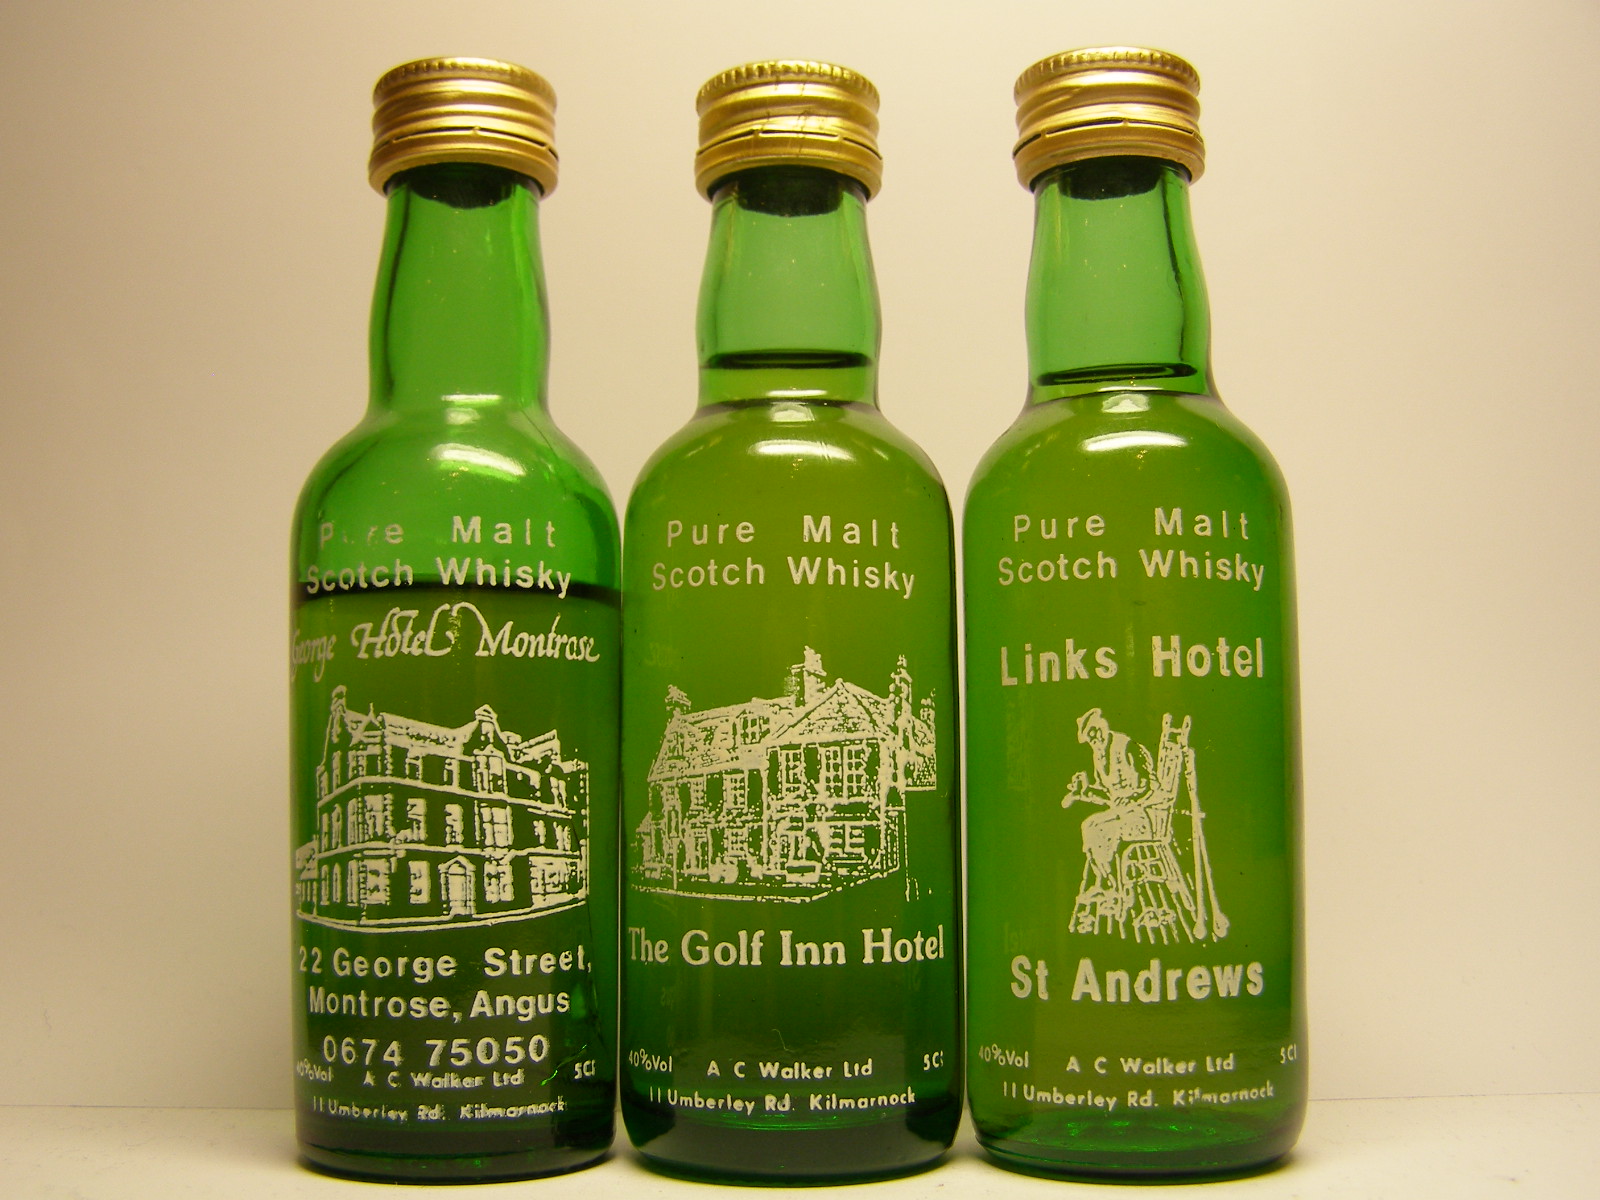 Pure Malt
Scotch Whisky
George Hotel Montrose
22 George Street,
Montrose, Angus
0674 75050
40%Vol A C Walker Ltd 5Cl
11 Umberley Rd. Kilmarnock
Pure Malt
Scotch Whisky
The Golf Inn Hotel
40%Vol A C Walker Ltd 5Cl
11 Umberley Rd. Kilmarnock
Pure Malt
Scotch Whisky
Links Hotel
St Andrews
40%Vol A C Walker Ltd 5Cl
11 Umberley Rd. Kilmarnock